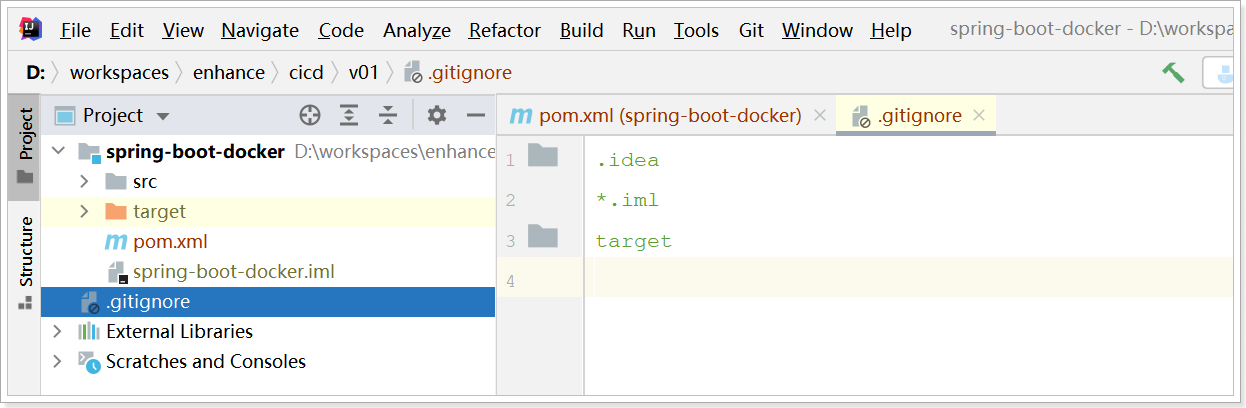 File Edit View Navigate Code Analyze Refactor Build Run Tools Git Window Help spring-boot-docker - D:\workspa
D: workspaces enhance cicd v01 .gitignore
Project
Structure
Project
spring-boot-docker D:\workspaces\enhance
src
target
pom.xml
spring-boot-docker.iml
.gitignore
External Libraries
Scratches and Consoles
pom.xml (spring-boot-docker) .gitignore
1 .idea
2 *.iml
3 target
4